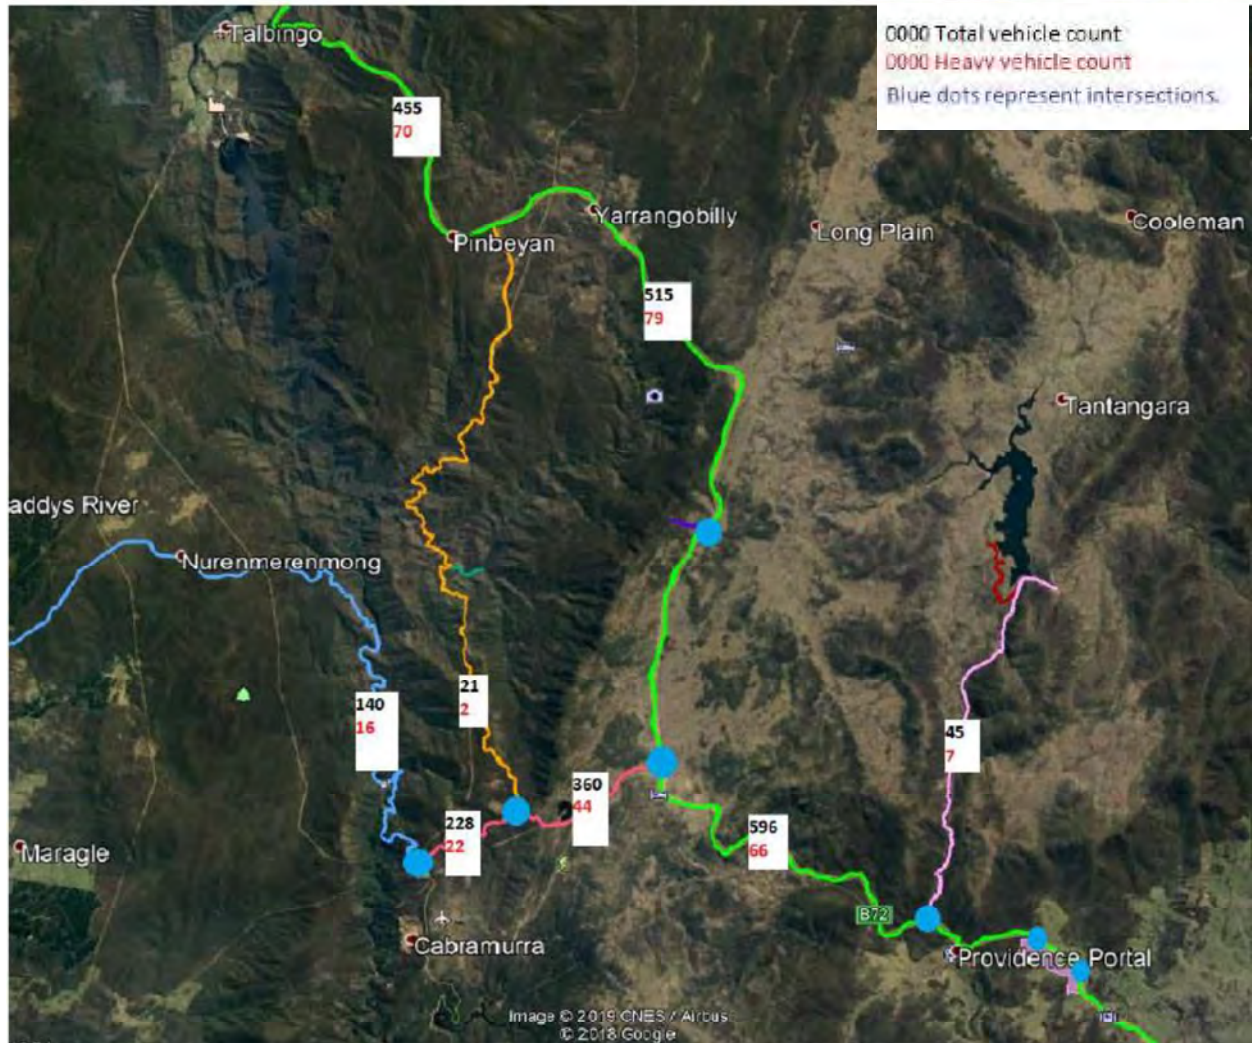 Talbingo
0000 Total vehicle count
0000 Heavy vehicle count
Blue dots represent intersections.
455
70
Yarrangobilly
Long Plain
Cooleman
Pinbeyan
515
79
Tantangara
addys River
Nurenmerenmong
21
2
140
16
45
7
360
44
228
22
596
66
Maragle
B72
Cabramurra
Providence Portal
Image © 2019 CNES / Airbus
© 2018 Google